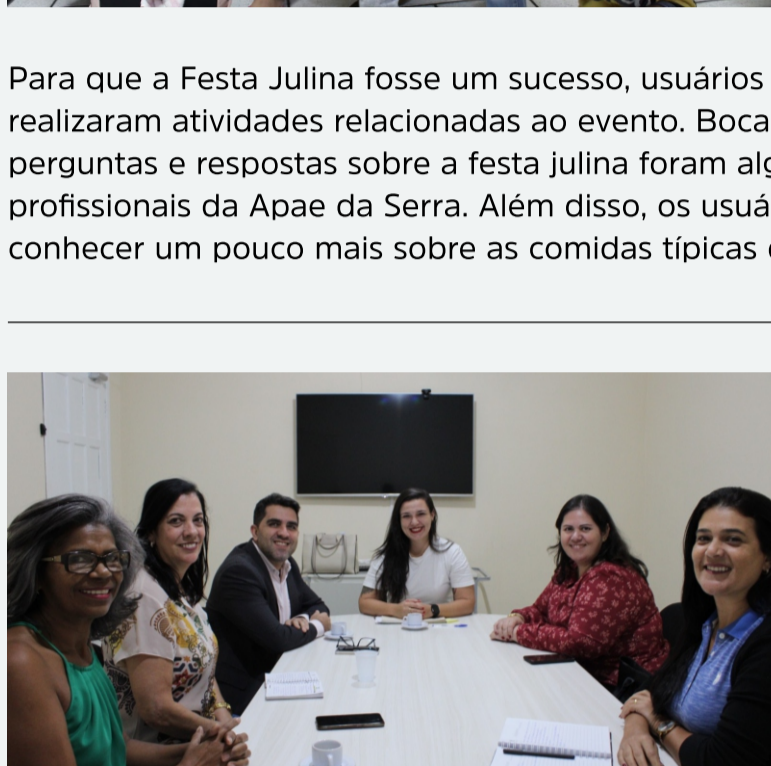 Para que a Festa Julina fosse um sucesso, usuários
realizaram atividades relacionadas ao evento. Boca
perguntas e respostas sobre a festa julina foram alg
profissionais da Apae da Serra. Além disso, os usuá
conhecer um pouco mais sobre as comidas típicas